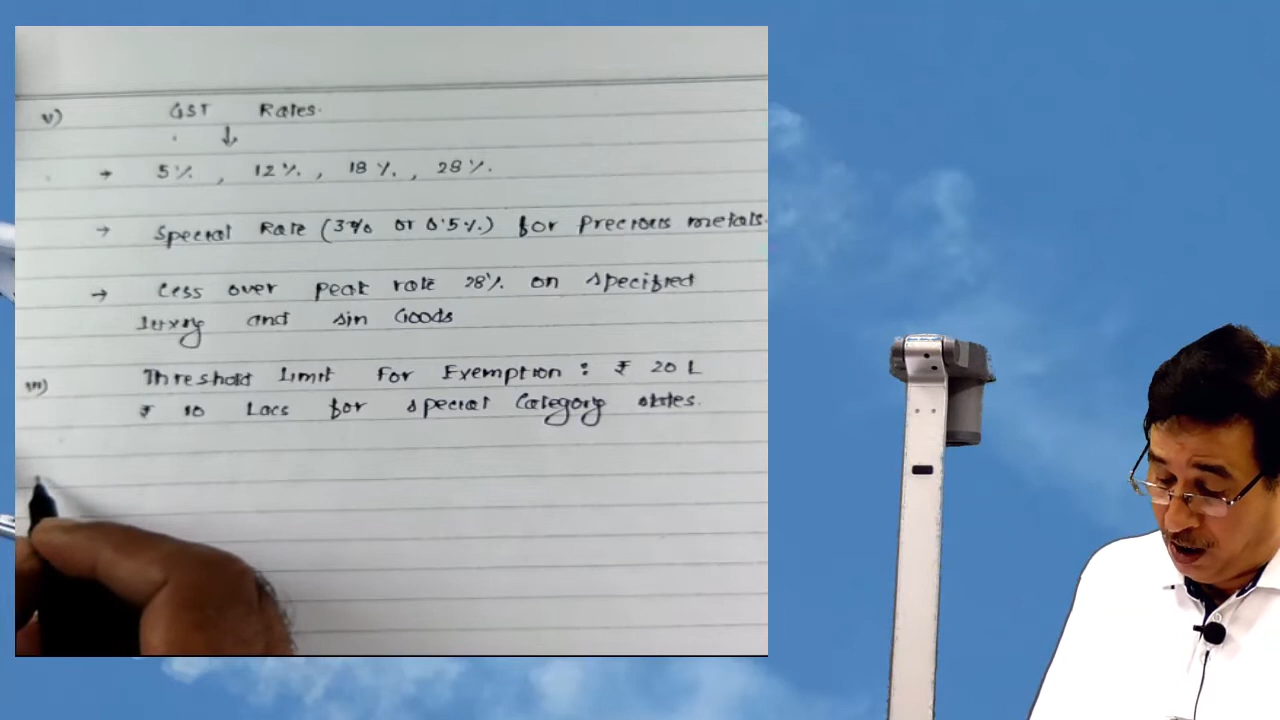 v) GST Rates.
↓
→ 5%, 12%, 18%, 28%.
→ Special Rate (3% or 0.5%) for precious metals.
→ Cess over peak rate 28% on specified
luxury and sin Goods
vi) Threshold Limit For Exemption : ₹ 20 L
₹ 10 Lacs for special Category states.